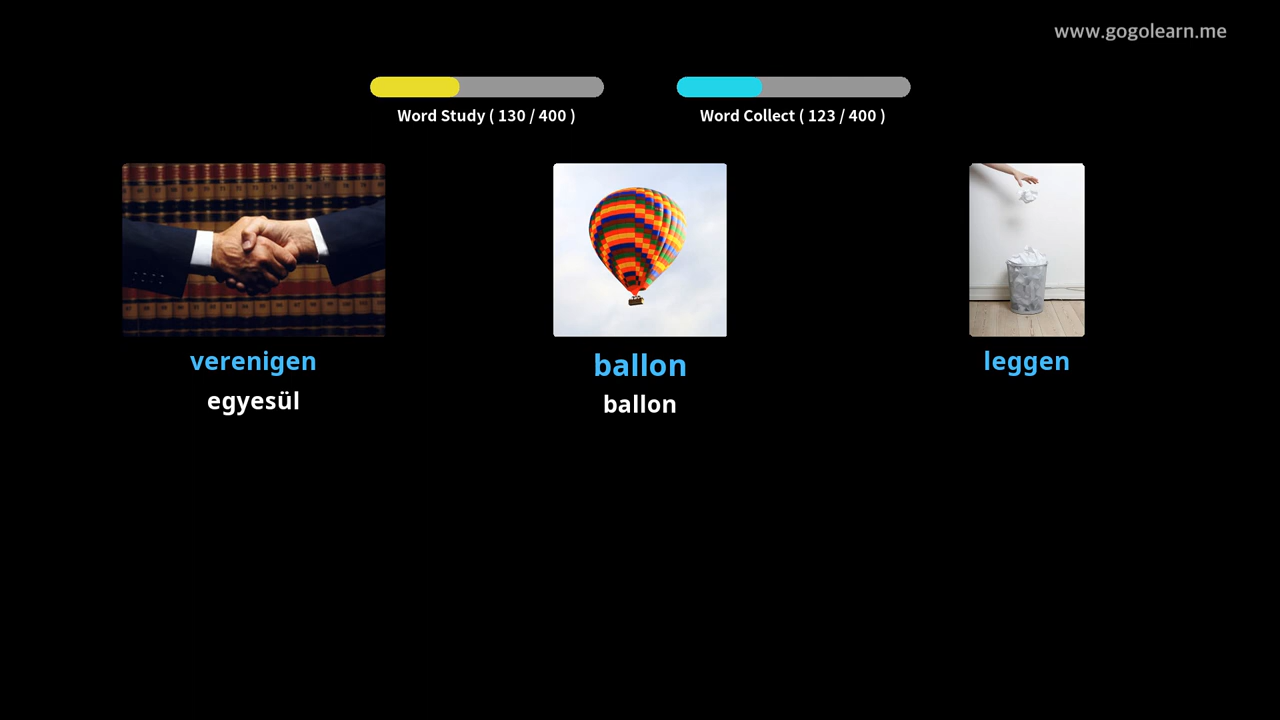 www.gogolearn.me
Word Study ( 130 / 400 )
Word Collect ( 123 / 400 )
verenigen
egyesül
ballon
ballon
leggen